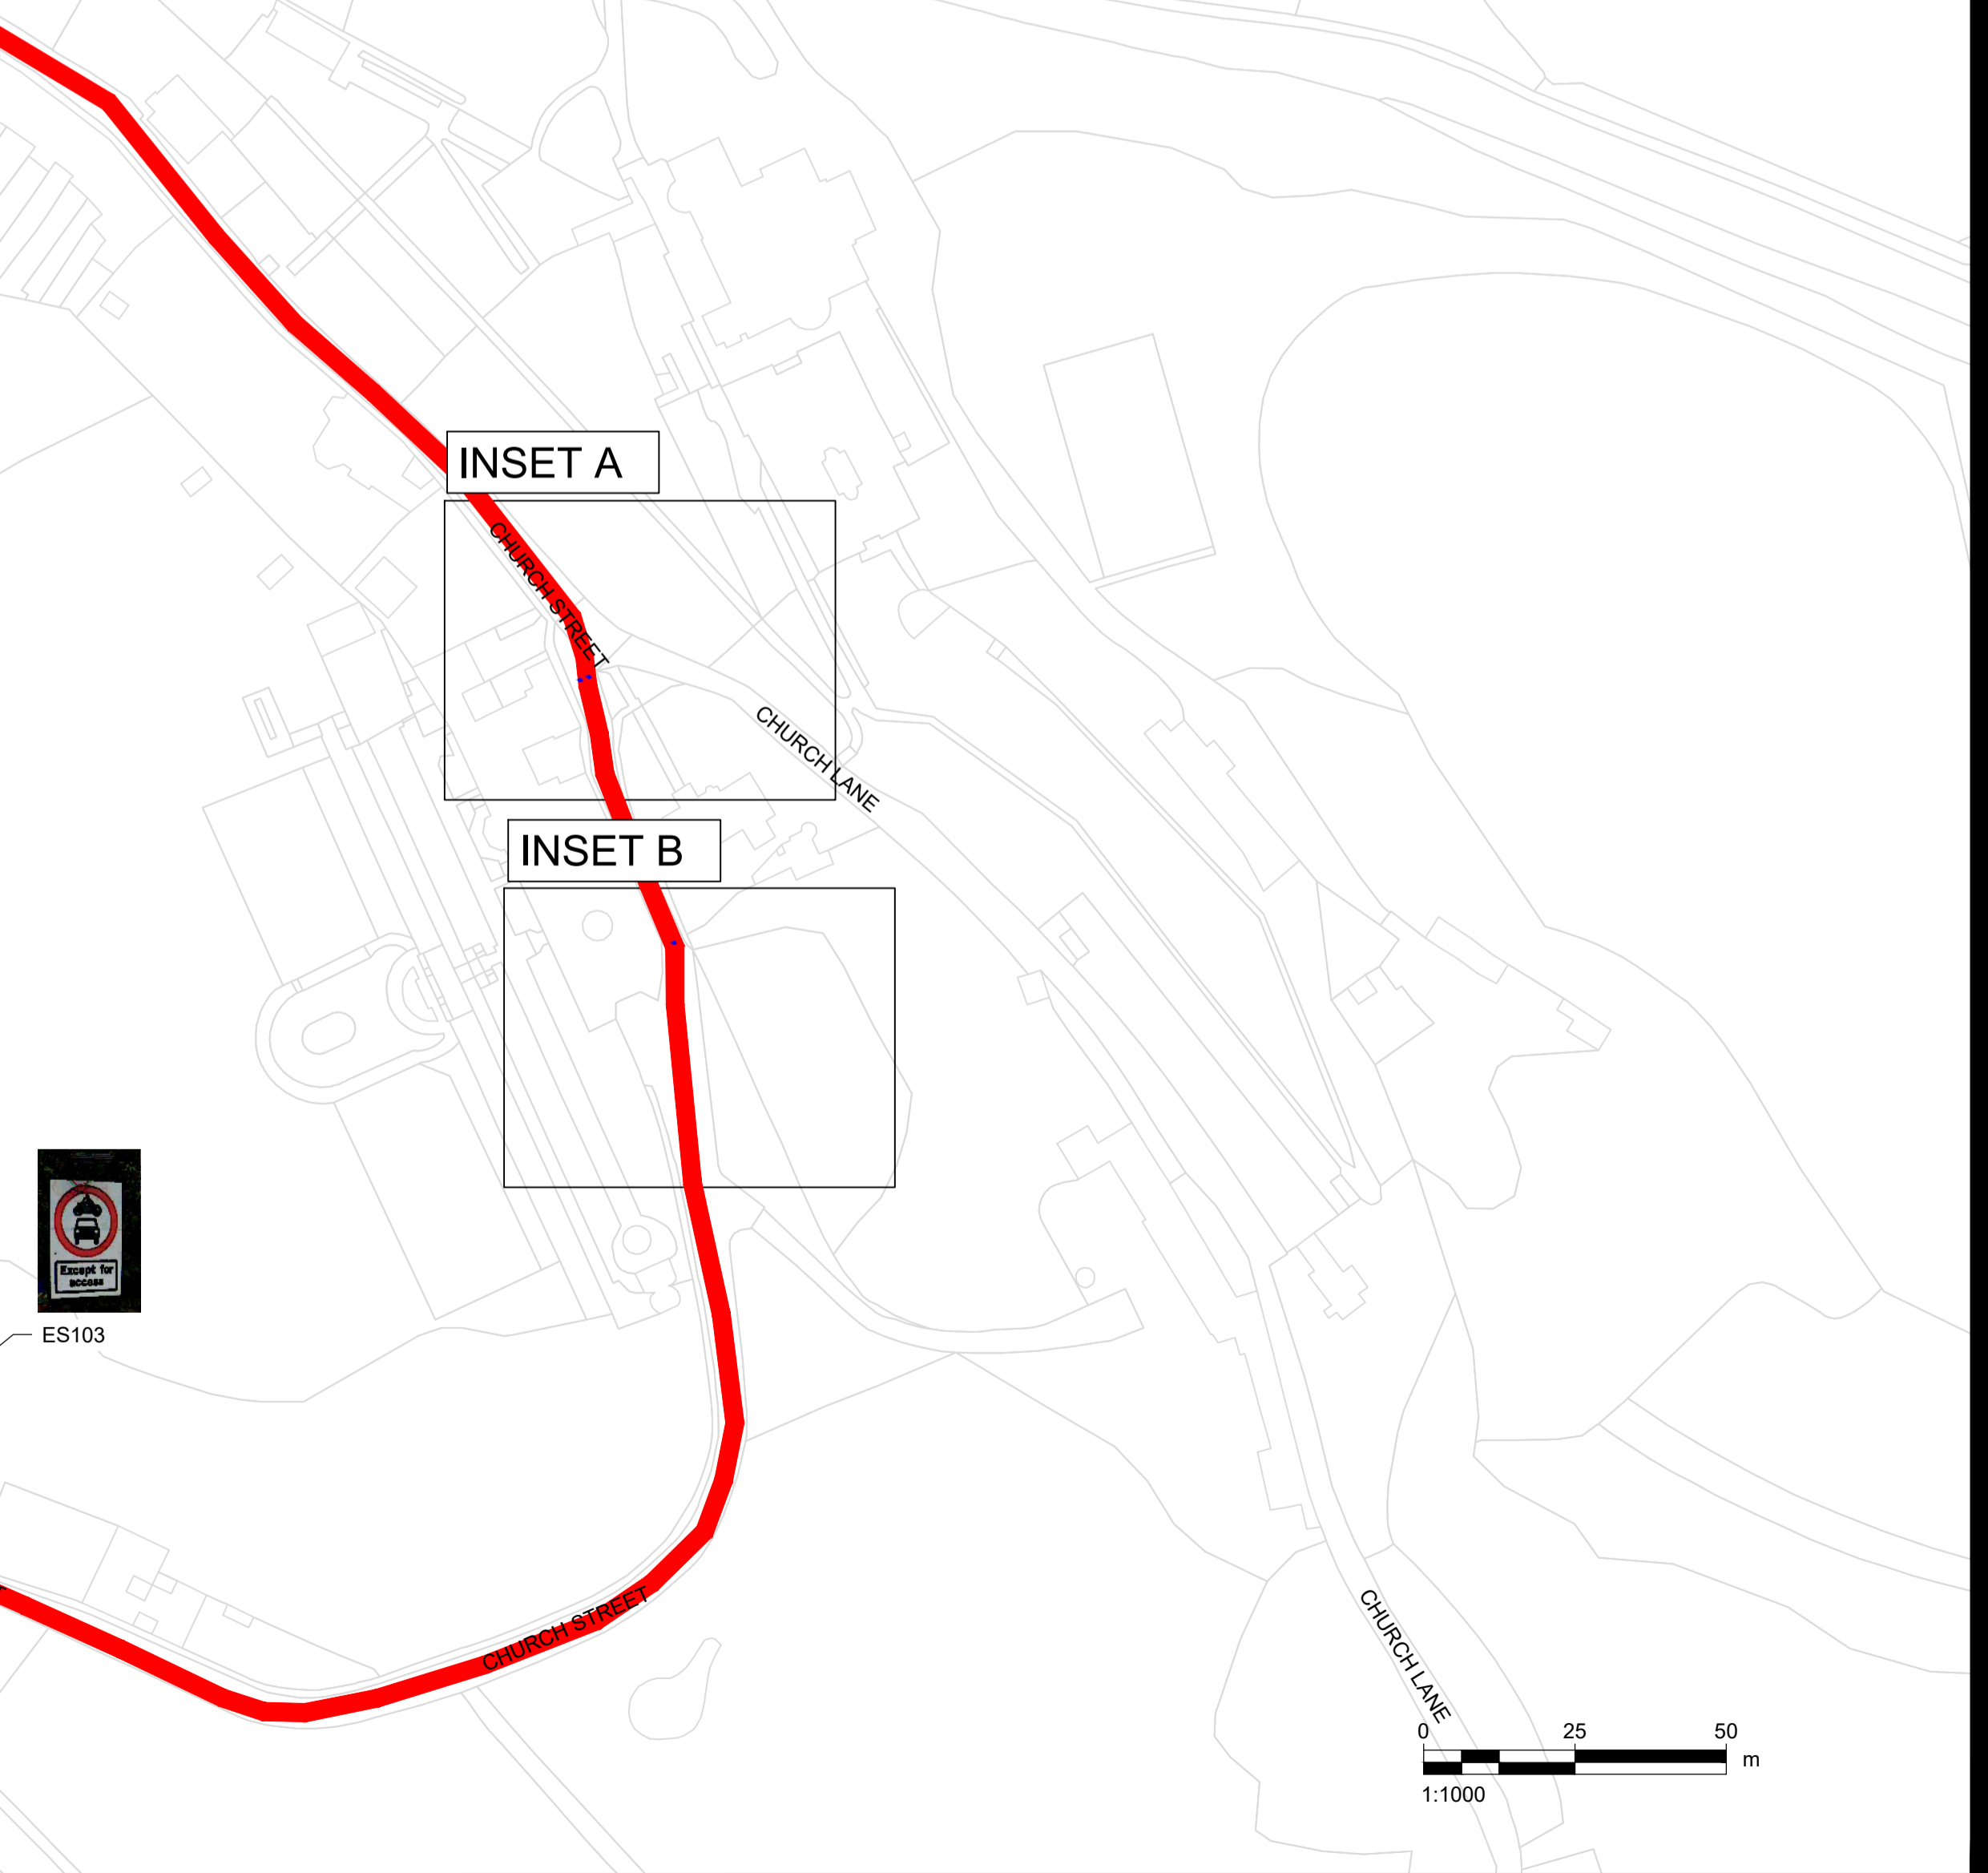 INSET A
CHURCH STREET
CHURCH LANE
INSET B
Except for
access
ES103
CHURCH STREET
CHURCH LANE
0 25 50
m
1:1000